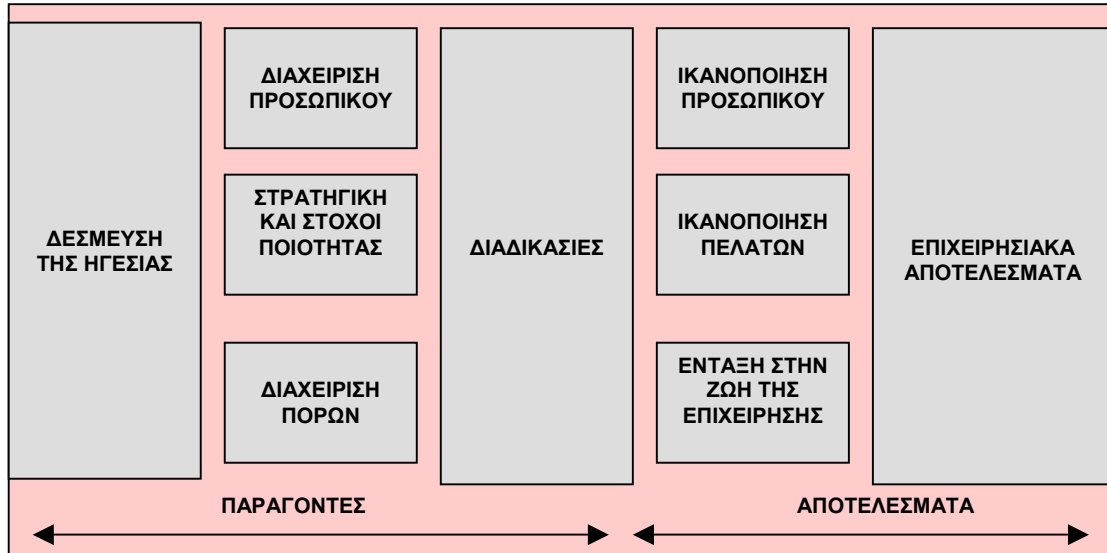 ΔΕΣΜΕΥΣΗ
ΤΗΣ ΗΓΕΣΙΑΣ
ΔΙΑΧΕΙΡΙΣΗ
ΠΡΟΣΩΠΙΚΟΥ
ΣΤΡΑΤΗΓΙΚΗ
ΚΑΙ ΣΤΟΧΟΙ
ΠΟΙΟΤΗΤΑΣ
ΔΙΑΧΕΙΡΙΣΗ
ΠΟΡΩΝ
ΔΙΑΔΙΚΑΣΙΕΣ
ΙΚΑΝΟΠΟΙΗΣΗ
ΠΡΟΣΩΠΙΚΟΥ
ΙΚΑΝΟΠΟΙΗΣΗ
ΠΕΛΑΤΩΝ
ΕΝΤΑΞΗ ΣΤΗΝ
ΖΩΗ ΤΗΣ
ΕΠΙΧΕΙΡΗΣΗΣ
ΕΠΙΧΕΙΡΗΣΙΑΚΑ
ΑΠΟΤΕΛΕΣΜΑΤΑ
ΠΑΡΑΓΟΝΤΕΣ
ΑΠΟΤΕΛΕΣΜΑΤΑ